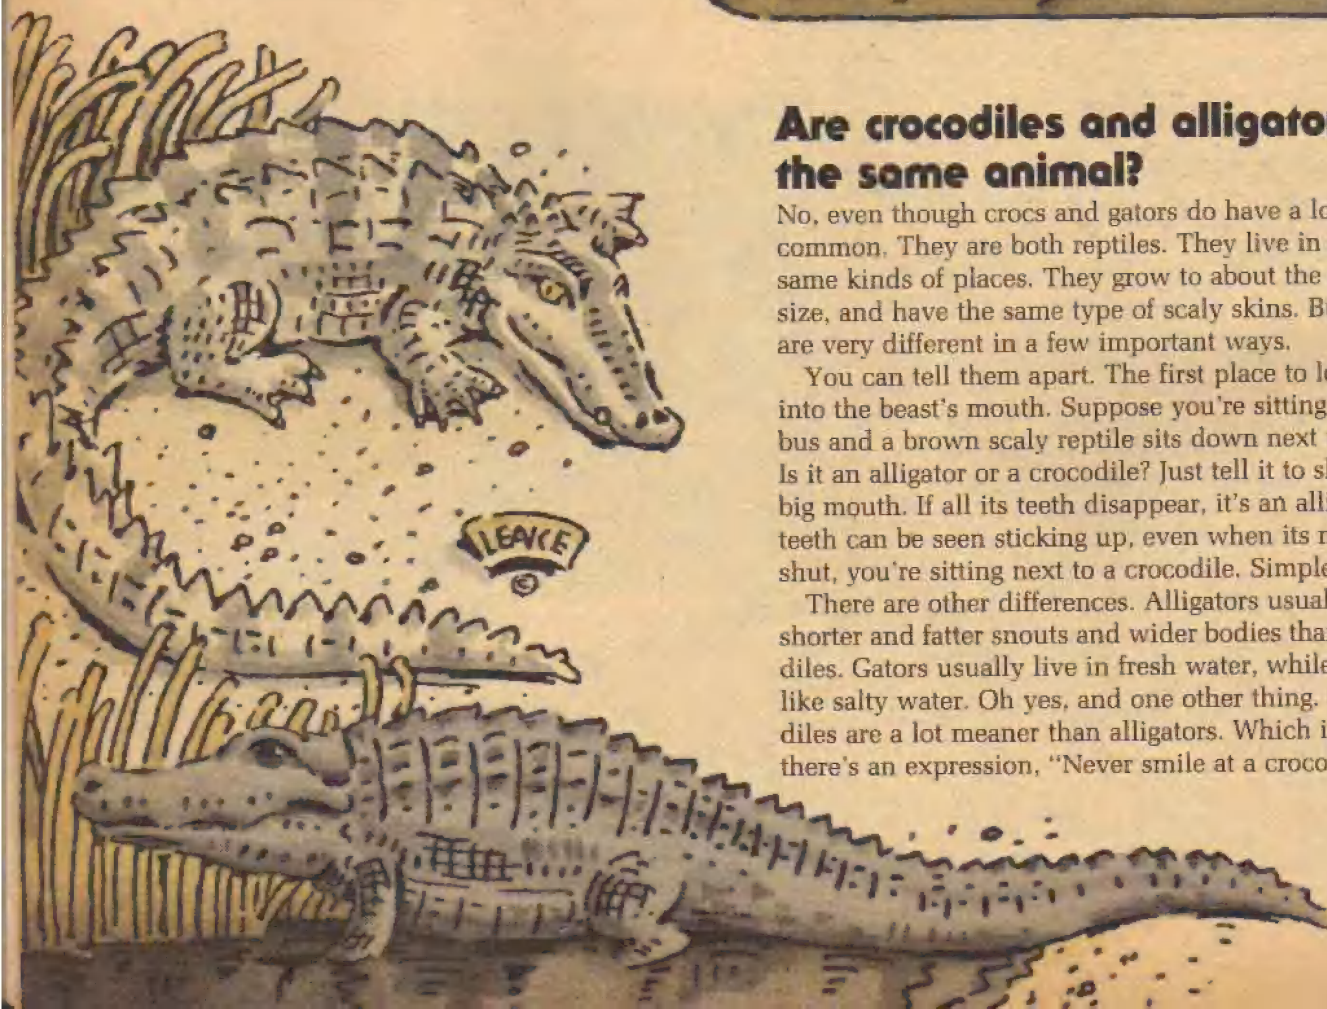 Are crocodiles and alligato
the same animal?
No, even though crocs and gators do have a lo
common. They are both reptiles. They live in
same kinds of places. They grow to about the
size, and have the same type of scaly skins. B
are very different in a few important ways.
You can tell them apart. The first place to l
into the beast's mouth. Suppose you're sitting
bus and a brown scaly reptile sits down next
Is it an alligator or a crocodile? Just tell it to s
big mouth. If all its teeth disappear, it's an all
teeth can be seen sticking up, even when its
shut, you're sitting next to a crocodile. Simple
There are other differences. Alligators usual
shorter and fatter snouts and wider bodies tha
diles. Gators usually live in fresh water, while
like salty water. Oh yes, and one other thing.
diles are a lot meaner than alligators. Which i
there's an expression, "Never smile at a croco
LEAKE
©